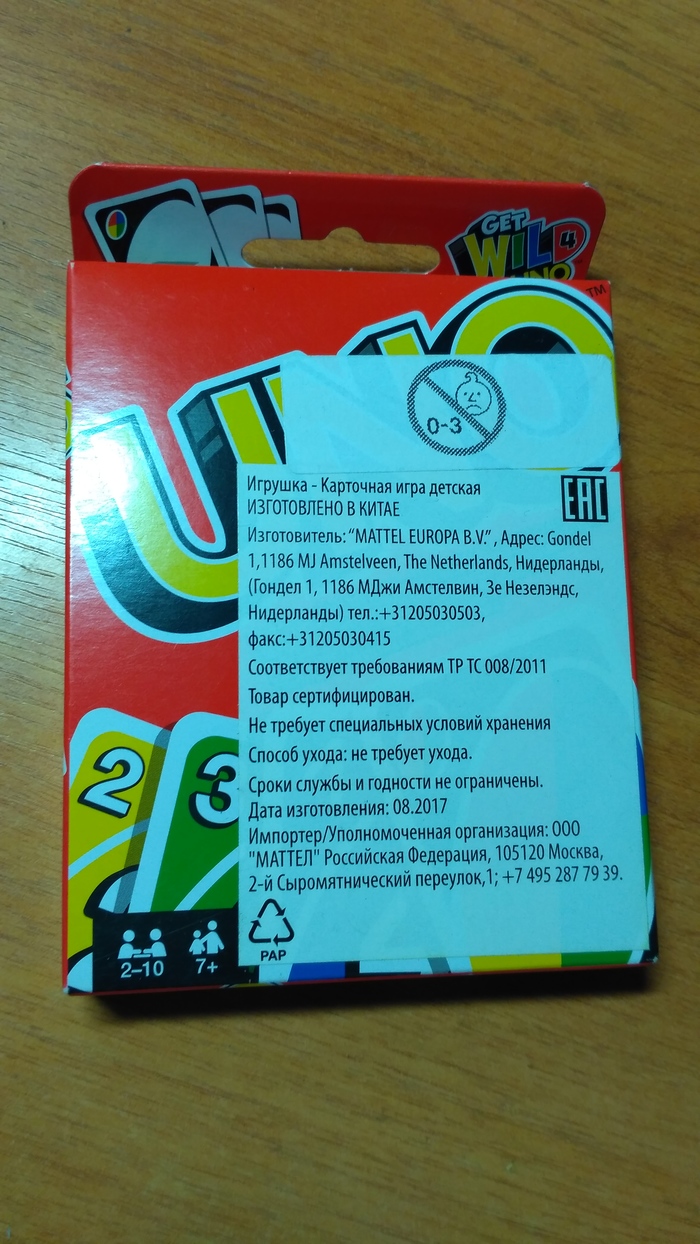 GET
WILD 4
UNO
TM
UNO
0-3
Игрушка - Карточная игра детская
ИЗГОТОВЛЕНО В КИТАЕ
EAC
Изготовитель: “MATTEL EUROPA B.V.” , Адрес: Gondel
1,1186 MJ Amstelveen, The Netherlands, Нидерланды,
(Гондел 1, 1186 МДжи Амстелвин, Зе Незелэндс,
Нидерланды) тел.:+31205030503,
факс:+31205030415
Соответствует требованиям ТР ТС 008/2011
Товар сертифицирован.
Не требует специальных условий хранения
Способ ухода: не требует ухода.
Сроки службы и годности не ограничены.
Дата изготовления: 08.2017
Импортер/Уполномоченная организация: ООО
"МАТТЕЛ" Российская Федерация, 105120 Москва,
2-й Сыромятнический переулок,1; +7 495 287 79 39.
PAP
2
3
2–10
7+